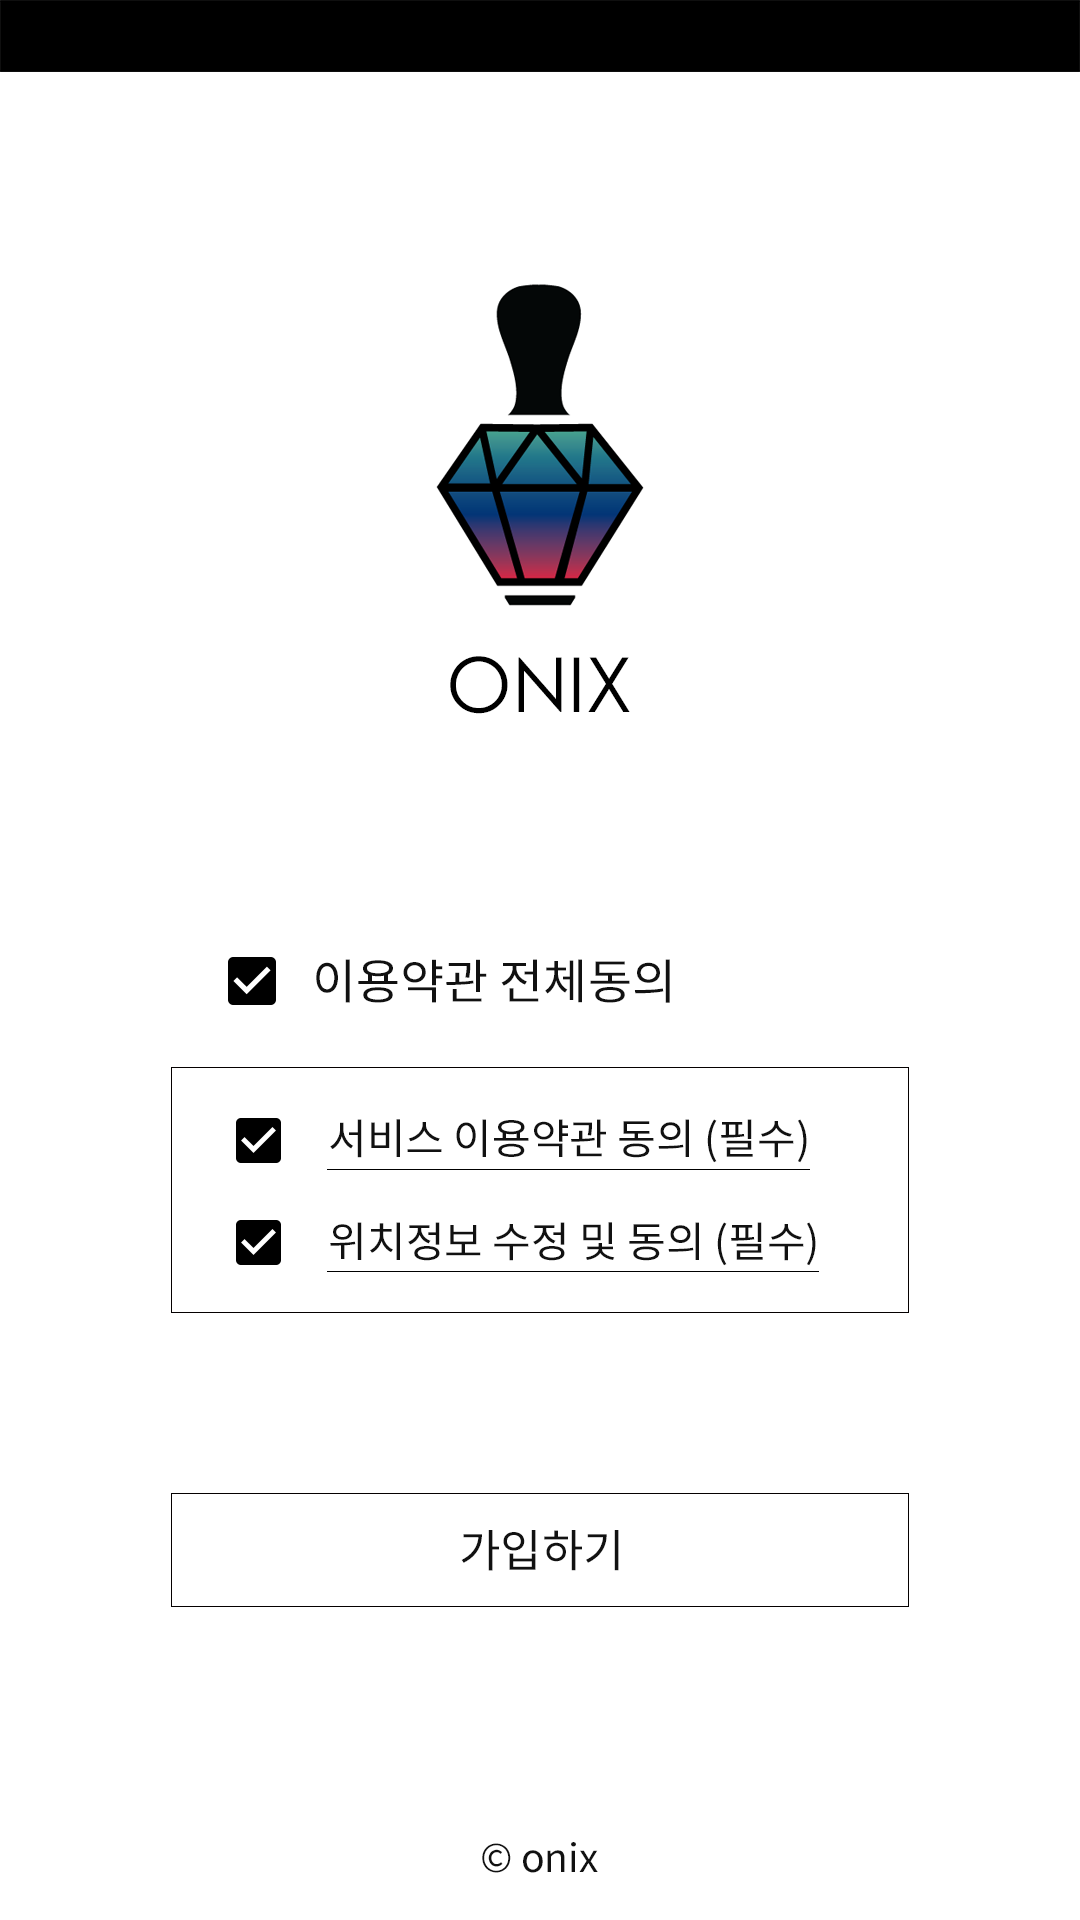 ONIX
이용약관 전체동의
서비스 이용약관 동의 (필수)
위치정보 수정 및 동의 (필수)
가입하기
© onix